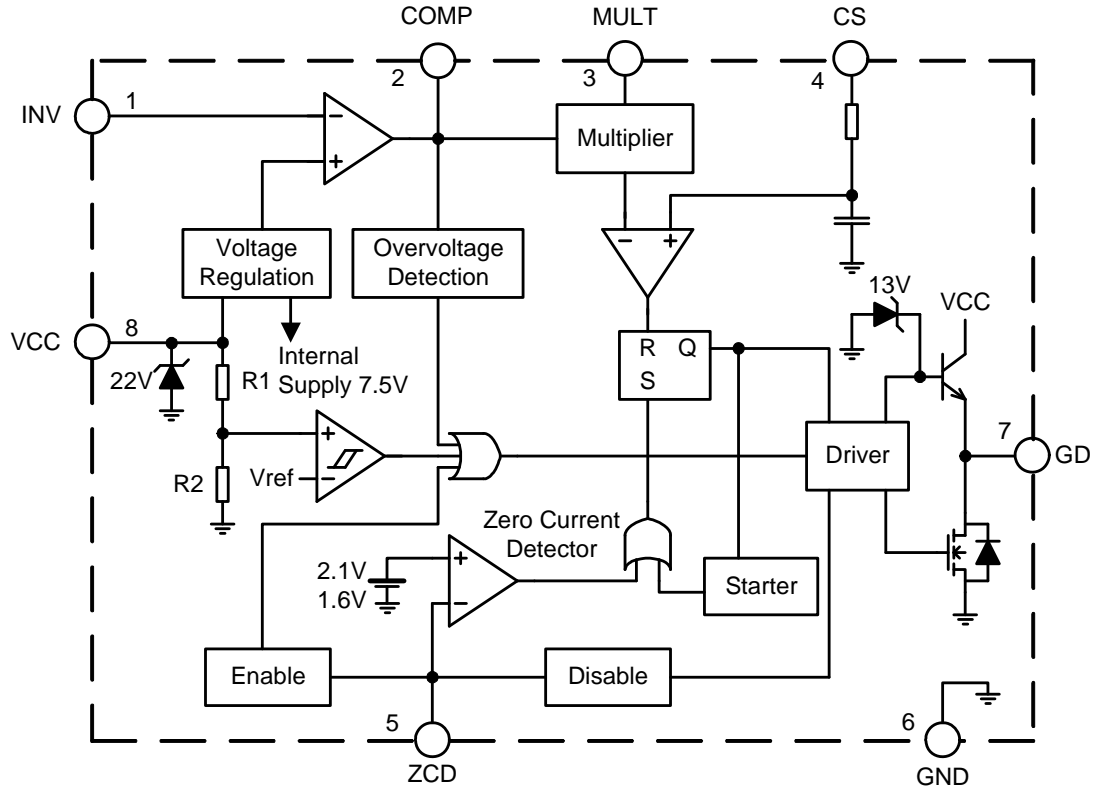 COMP
MULT
CS
2
3
4
INV
1
−
+
Multiplier
Voltage
Regulation
Overvoltage
Detection
− +
13V
VCC
VCC
8
22V
R1
Internal
Supply 7.5V
R Q
S
+
−
Vref
R2
Driver
7
GD
Zero Current
Detector
2.1V
1.6V
+
−
Starter
Enable
Disable
5
ZCD
6
GND